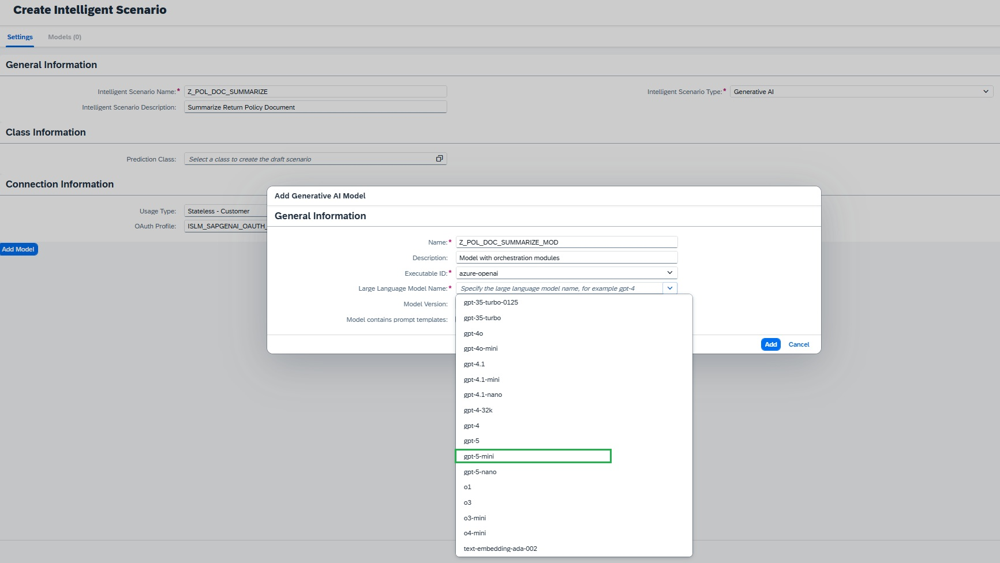 Create Intelligent Scenario
Settings Models (0)
General Information
Intelligent Scenario Name:* Z_POL_DOC_SUMMARIZE Intelligent Scenario Type:* Generative AI
Intelligent Scenario Description: Summarize Return Policy Document
Class Information
Prediction Class: Select a class to create the draft scenario
Connection Information
Usage Type: Stateless - Customer
OAuth Profile: ISLM_SAPGENAI_OAUTH_
Add Model
Add Generative AI Model
General Information
Name:* Z_POL_DOC_SUMMARIZE_MOD
Description: Model with orchestration modules
Executable ID:* azure-openai
Large Language Model Name:* Specify the large language model name, for example gpt-4
Model Version:
Model contains prompt templates:
gpt-35-turbo-0125
gpt-35-turbo
gpt-4o
gpt-4o-mini
gpt-4.1
gpt-4.1-mini
gpt-4.1-nano
gpt-4-32k
gpt-4
gpt-5
gpt-5-mini
gpt-5-nano
o1
o3
o3-mini
o4-mini
text-embedding-ada-002
Add Cancel